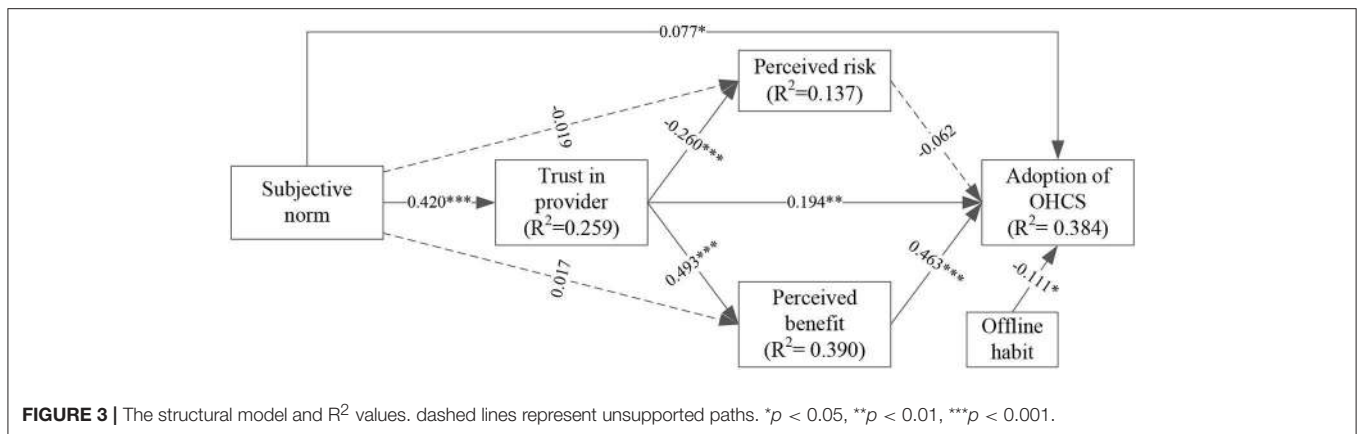 0.077*
Perceived risk
(R²=0.137)
-0.019
-0.260***
-0.062
Subjective
norm
0.420***
Trust in
provider
(R²=0.259)
0.194**
Adoption of
OHCS
(R²= 0.384)
0.017
0.493***
0.463***
-0.111*
Perceived
benefit
(R²= 0.390)
Offline
habit
FIGURE 3 | The structural model and R² values. dashed lines represent unsupported paths. *p < 0.05, **p < 0.01, ***p < 0.001.